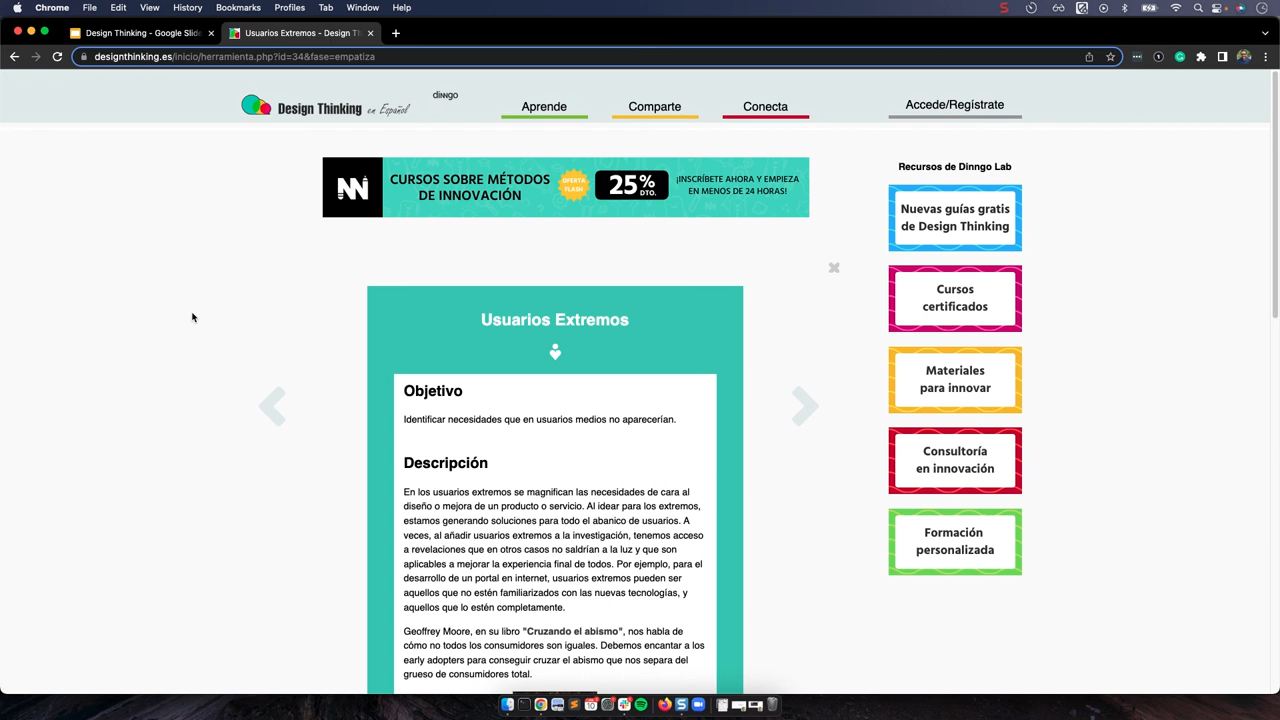 Chrome File Edit View History Bookmarks Profiles Tab Window Help
Design Thinking - Google Slide
Usuarios Extremos - Design Th
designthinking.es/inicio/herramienta.php?id=34&fase=empatiza
Design Thinking en Español
dinngo
Aprende
Comparte
Conecta
Accede/Regístrate
CURSOS SOBRE MÉTODOS
DE INNOVACIÓN
OFERTA
FLASH
25%
DTO.
¡INSCRÍBETE AHORA Y EMPIEZA
EN MENOS DE 24 HORAS!
Recursos de Dinngo Lab
Nuevas guías gratis
de Design Thinking
Cursos
certificados
Materiales
para innovar
Consultoría
en innovación
Formación
personalizada
Usuarios Extremos
Objetivo
Identificar necesidades que en usuarios medios no aparecerían.
Descripción
En los usuarios extremos se magnifican las necesidades de cara al
diseño o mejora de un producto o servicio. Al idear para los extremos,
estamos generando soluciones para todo el abanico de usuarios. A
veces, al añadir usuarios extremos a la investigación, tenemos acceso
a revelaciones que en otros casos no saldrían a la luz y que son
aplicables a mejorar la experiencia final de todos. Por ejemplo, para el
desarrollo de un portal en internet, usuarios extremos pueden ser
aquellos que no estén familiarizados con las nuevas tecnologías, y
aquellos que lo estén completamente.
Geoffrey Moore, en su libro "Cruzando el abismo", nos habla de
cómo no todos los consumidores son iguales. Debemos encantar a los
early adopters para conseguir cruzar el abismo que nos separa del
grueso de consumidores total.